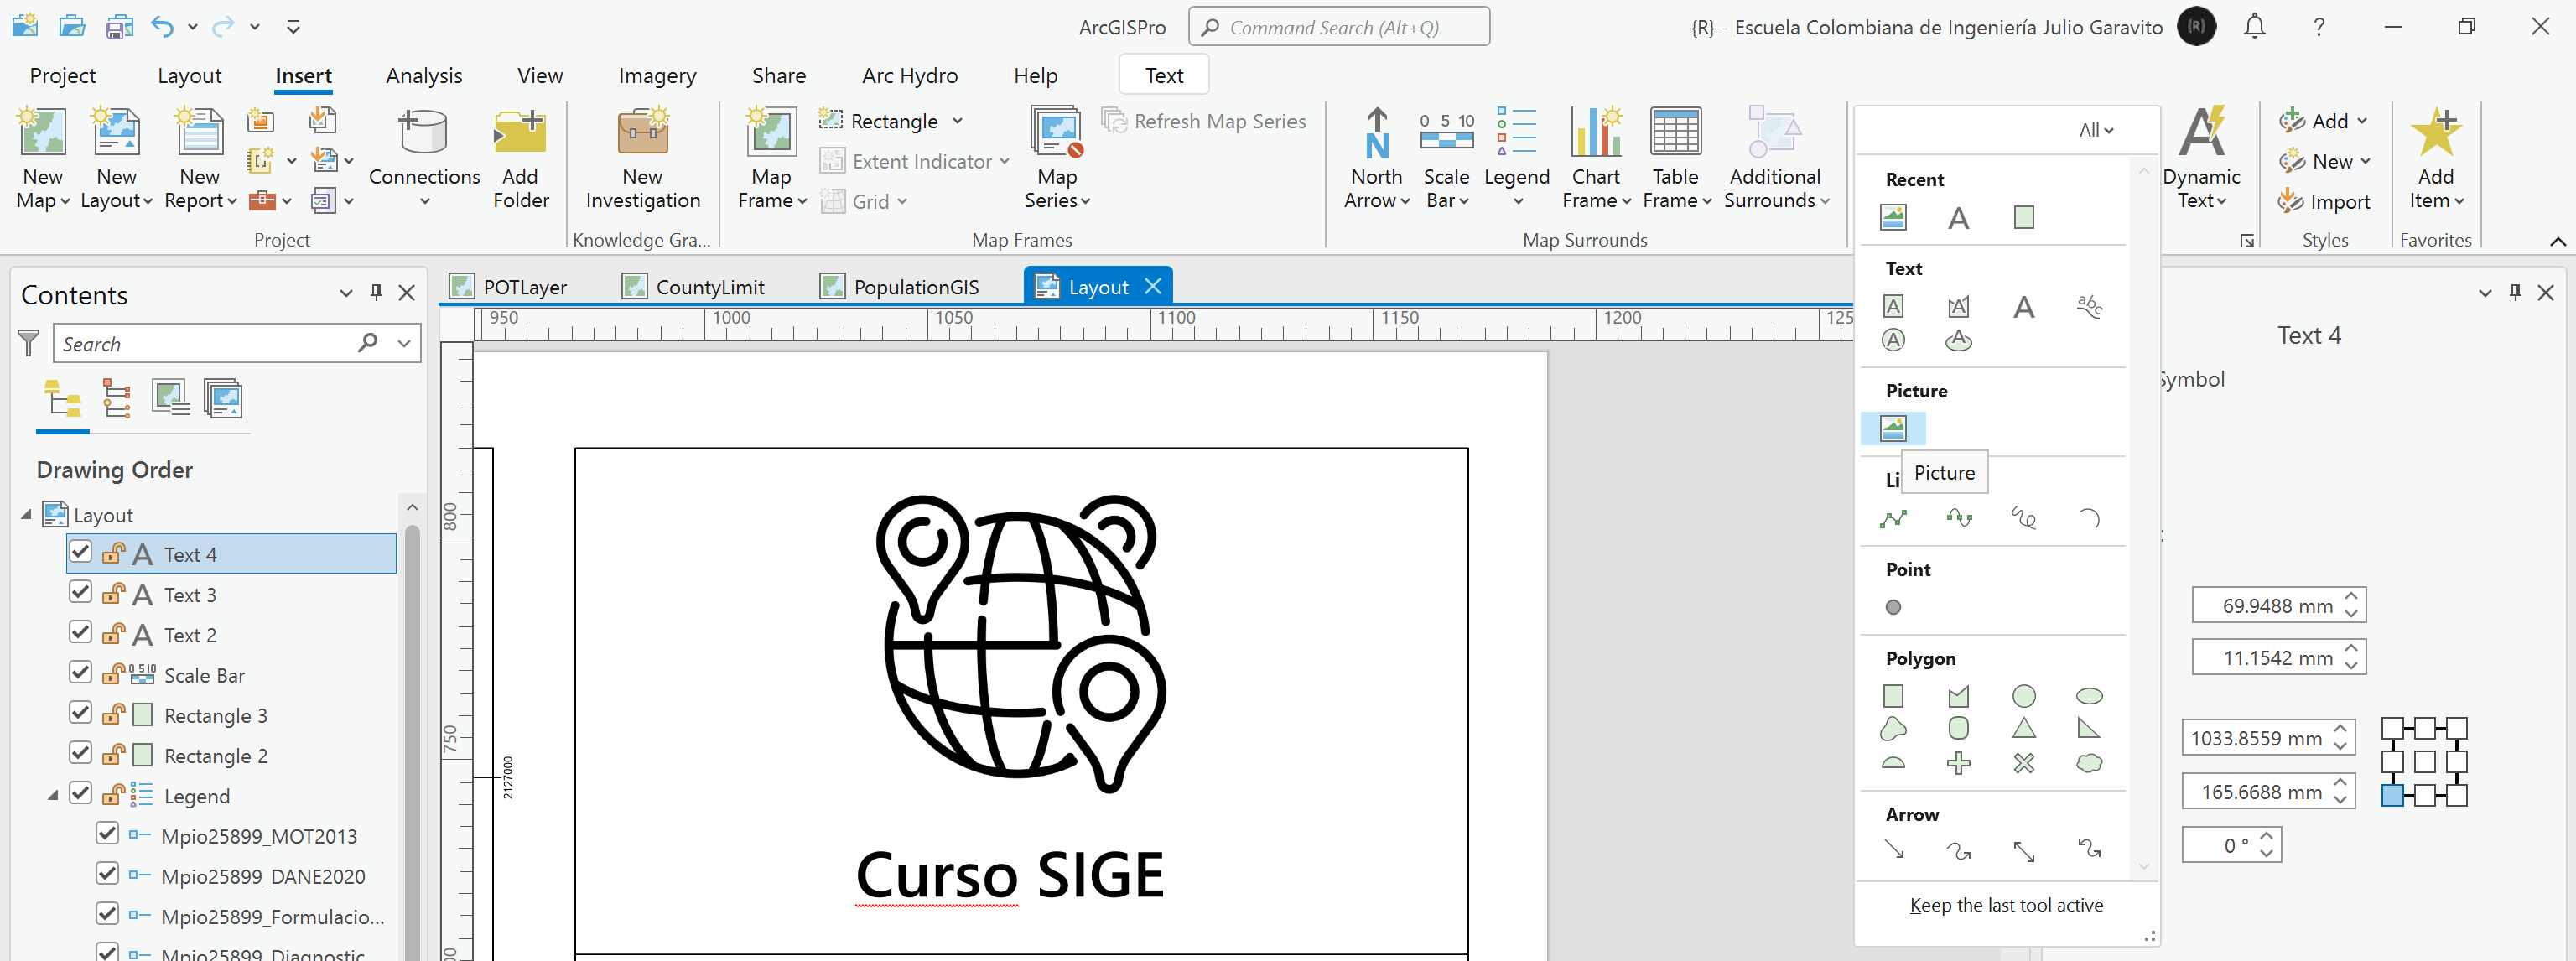 ArcGISPro
Command Search (Alt+Q)
{R} - Escuela Colombiana de Ingeniería Julio Garavito
{R}
Project Layout Insert Analysis View Imagery Share Arc Hydro Help Text
New Map
New Layout
New Report
Connections
Add Folder
Project
New Investigation
Knowledge Gra...
Map Frame
Rectangle
Extent Indicator
Grid
Map Series
Refresh Map Series
Map Frames
N
North Arrow
0 5 10
Scale Bar
Legend
Chart Frame
Table Frame
Additional Surrounds
Map Surrounds
Dynamic Text
Add
New
Import
Styles
Add Item
Favorites
All
Recent
Text
Picture
Li
Picture
Point
Polygon
Arrow
Keep the last tool active
Contents
Search
Drawing Order
Layout
Text 4
Text 3
Text 2
0 5 10
Scale Bar
Rectangle 3
Rectangle 2
Legend
Mpio25899_MOT2013
Mpio25899_DANE2020
Mpio25899_Formulacio...
Mpio25899_Diagnostic
POTLayer
CountyLimit
PopulationGIS
Layout
950 1000 1050 1100 1150 1200 125
800
750
2127000
Curso SIGE
Text 4
Symbol
69.9488 mm
11.1542 mm
1033.8559 mm
165.6688 mm
0 °